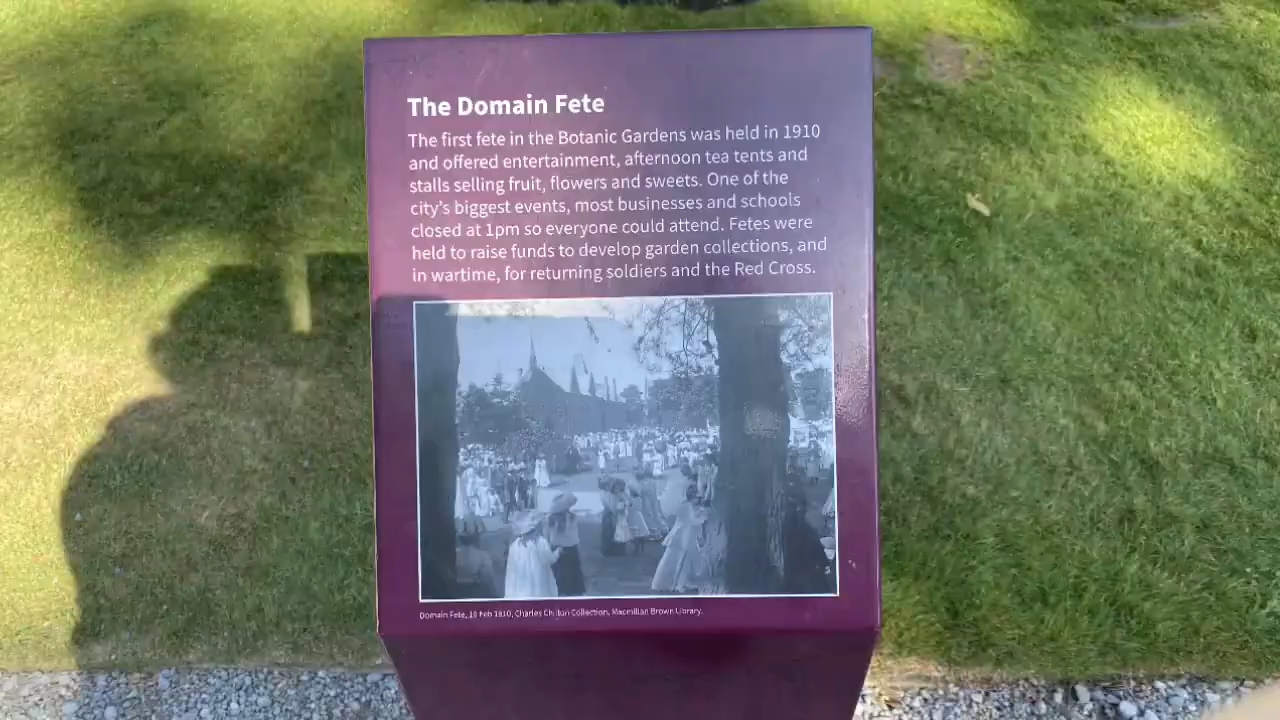 The Domain Fete
The first fete in the Botanic Gardens was held in 1910
and offered entertainment, afternoon tea tents and
stalls selling fruit, flowers and sweets. One of the
city's biggest events, most businesses and schools
closed at 1pm so everyone could attend. Fetes were
held to raise funds to develop garden collections, and
in wartime, for returning soldiers and the Red Cross.
Domain Fete, Feb 1910, Charles Chilton Collection, Macmillan Brown Library.